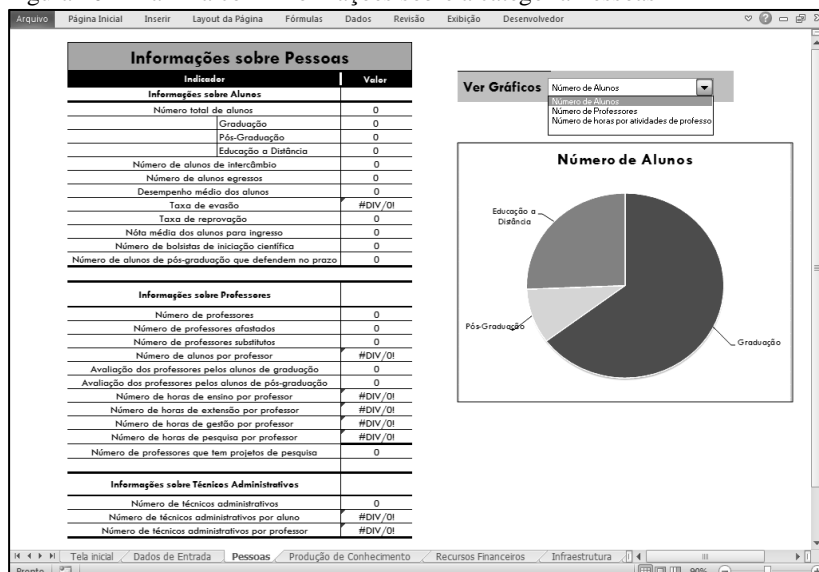 Arquivo Página Inicial Inserir Layout da Página Fórmulas Dados Revisão Exibição Desenvolvedor
Informações sobre Pessoas
Indicador Valor
Informações sobre Alunos
Número total de alunos 0
Graduação 0
Pós-Graduação 0
Educação a Distância 0
Número de alunos de intercâmbio 0
Número de alunos egressos 0
Desempenho médio dos alunos 0
Taxa de evasão #DIV/0!
Taxa de reprovação 0
Nóta média dos alunos para ingresso 0
Número de bolsistas de iniciação científica 0
Número de alunos de pós-graduação que defendem no prazo 0
Informações sobre Professores
Número de professores 0
Número de professores afastados 0
Número de professores substitutos 0
Número de alunos por professor #DIV/0!
Avaliação dos professores pelos alunos de graduação 0
Avaliação dos professores pelos alunos de pós-graduação 0
Número de horas de ensino por professor #DIV/0!
Número de horas de extensão por professor #DIV/0!
Número de horas de gestão por professor #DIV/0!
Número de horas de pesquisa por professor #DIV/0!
Número de professores que tem projetos de pesquisa 0
Informações sobre Técnicos Administrativos
Número de técnicos administrativos 0
Número de técnicos administrativos por aluno #DIV/0!
Número de técnicos administrativos por professor #DIV/0!
Ver Gráficos Número de Alunos
Número de Alunos
Número de Professores
Número de horas por atividades de professo
Número de Alunos
Educação a
Distância
Pós-Graduação
Graduação
Tela inicial Dados de Entrada Pessoas Produção de Conhecimento Recursos Financeiros Infraestrutura
Pronto 90%